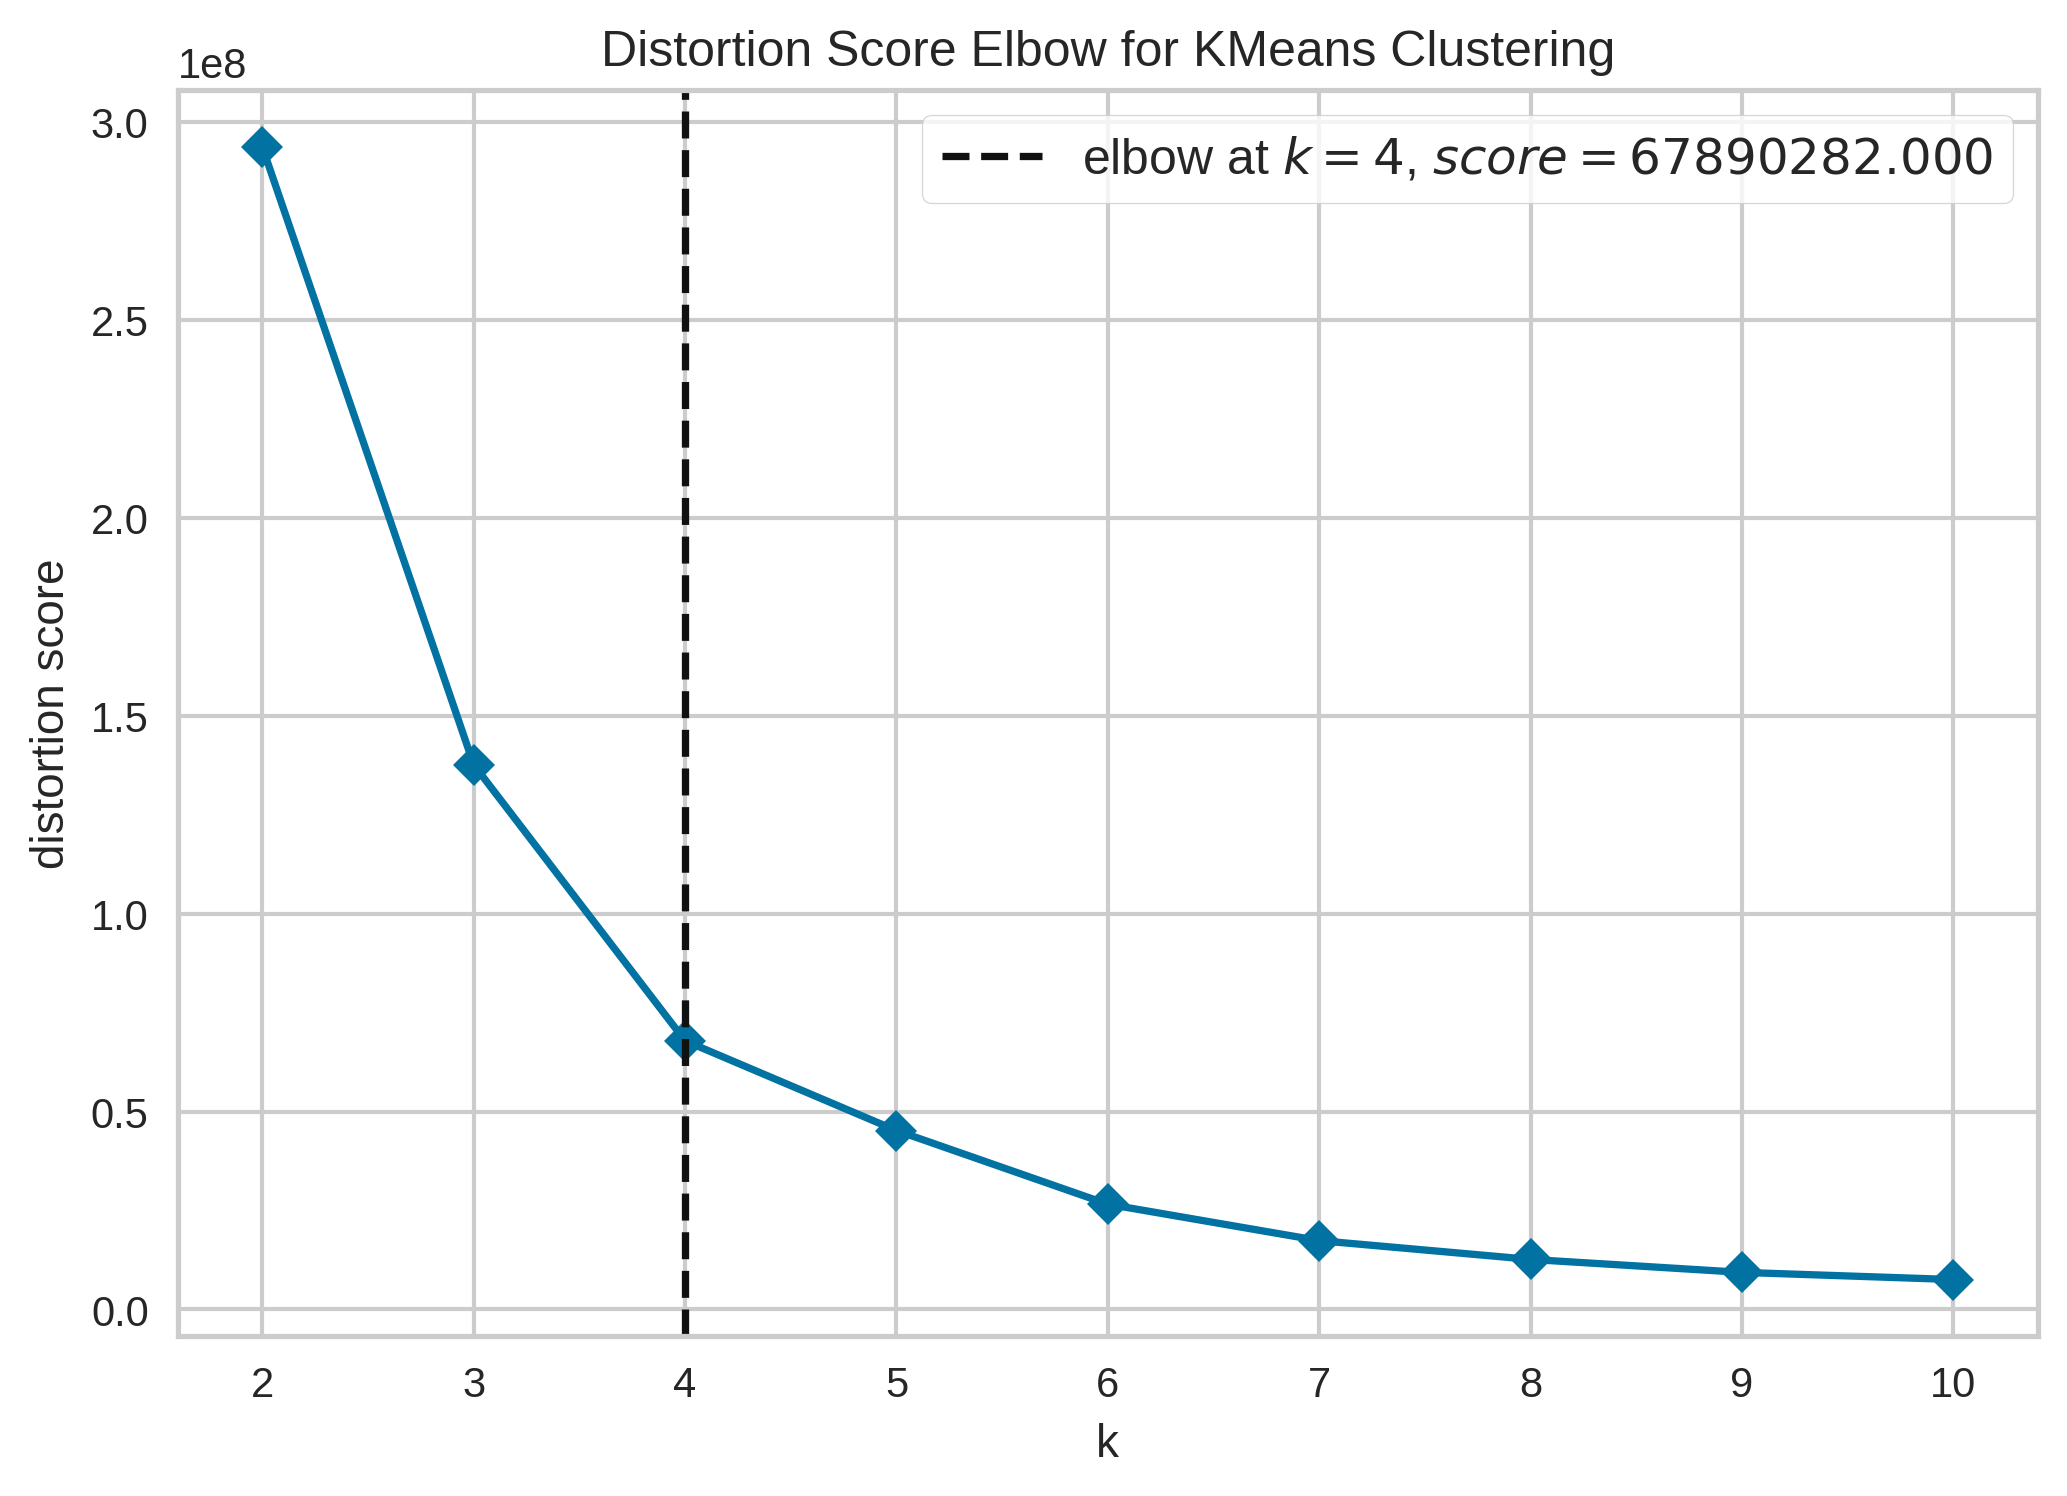 Distortion Score Elbow for KMeans Clustering
1e8
elbow at k = 4, score = 67890282.000
3.0
2.5
2.0
1.5
1.0
0.5
0.0
distortion score
2 3 4 5 6 7 8 9 10
k